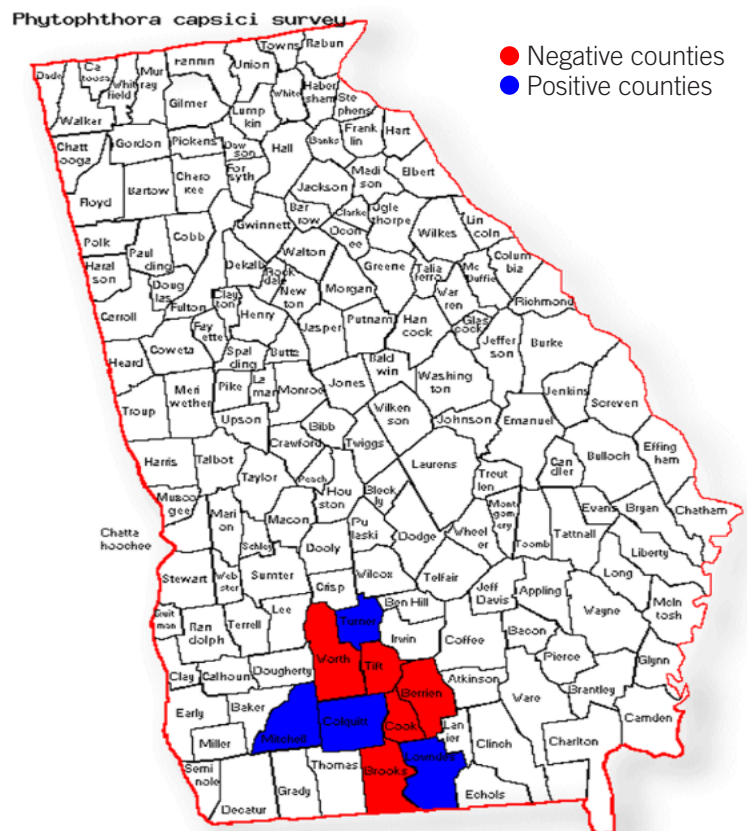 Phytophthora capsici survey
Negative counties
Positive counties
Dade
Ca
toosa
Whit
field
Mur
ray
Fannin
Union
Towns
Rabun
Walker
Gilmer
Lump
kin
White
Haber
sham
Ste
phens
Chatt
ooga
Gordon
Pickens
Daw
son
Hall
Banks
Frank
lin
Hart
Floyd
Bartow
Chero
kee
For
syth
Jackson
Madi
son
Elbert
Polk
Paul
ding
Cobb
Gwinnett
Bar
row
Clarke
Ogle
thorpe
Wilkes
Lin
coln
Haral
son
Doug
las
Fulton
Dekalb
Rock
dale
Walton
Ocon
ee
Greene
Talia
ferro
Mc
Duffie
Colum
bia
Carroll
Clay
ton
New
ton
Morgan
War
ren
Richmond
Fay
ette
Henry
Jasper
Putnam
Han
cock
Glas
cock
Jeffer
son
Burke
Heard
Coweta
Spal
ding
Butts
Bald
win
Washing
ton
Jenkins
Screven
Troup
Meri
wether
Pike
La
mar
Monroe
Jones
Wilken
son
Johnson
Emanuel
Upson
Bibb
Crawford
Twiggs
Laurens
Treut
len
Can
dler
Bulloch
Effing
ham
Harris
Talbot
Taylor
Peach
Hou
ston
Bleck
ly
Musco
geer
Mari
on
Macon
Pu
laski
Dodge
Wheel
er
Mont
gom
ery
Toomb
Tattnall
Evans
Bryan
Chatham
Chatta
hoochee
Schley
Dooly
Liberty
Stewart
Web
ster
Sumter
Crisp
Wilcox
Telfair
Jeff
Davis
Appling
Long
Wayne
McIn
tosh
Quit
man
Ran
dolph
Terrell
Lee
Turner
Ben Hill
Irwin
Coffee
Bacon
Pierce
Glynn
Clay
Calhoun
Dougherty
Worth
Tift
Berrien
Atkinson
Ware
Brantley
Early
Baker
Mitchell
Colquitt
Cook
Lan
ier
Clinch
Charlton
Camden
Miller
Semi
nole
Decatur
Grady
Thomas
Brooks
Lowndes
Echols